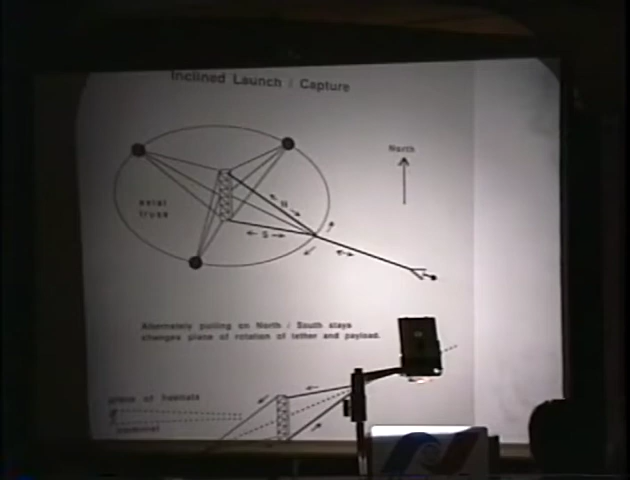 Inclined Launch / Capture
North
axial
truss
N
S
Alternately pulling on North / South stays
changes plane of rotation of tether and payload.
plane of